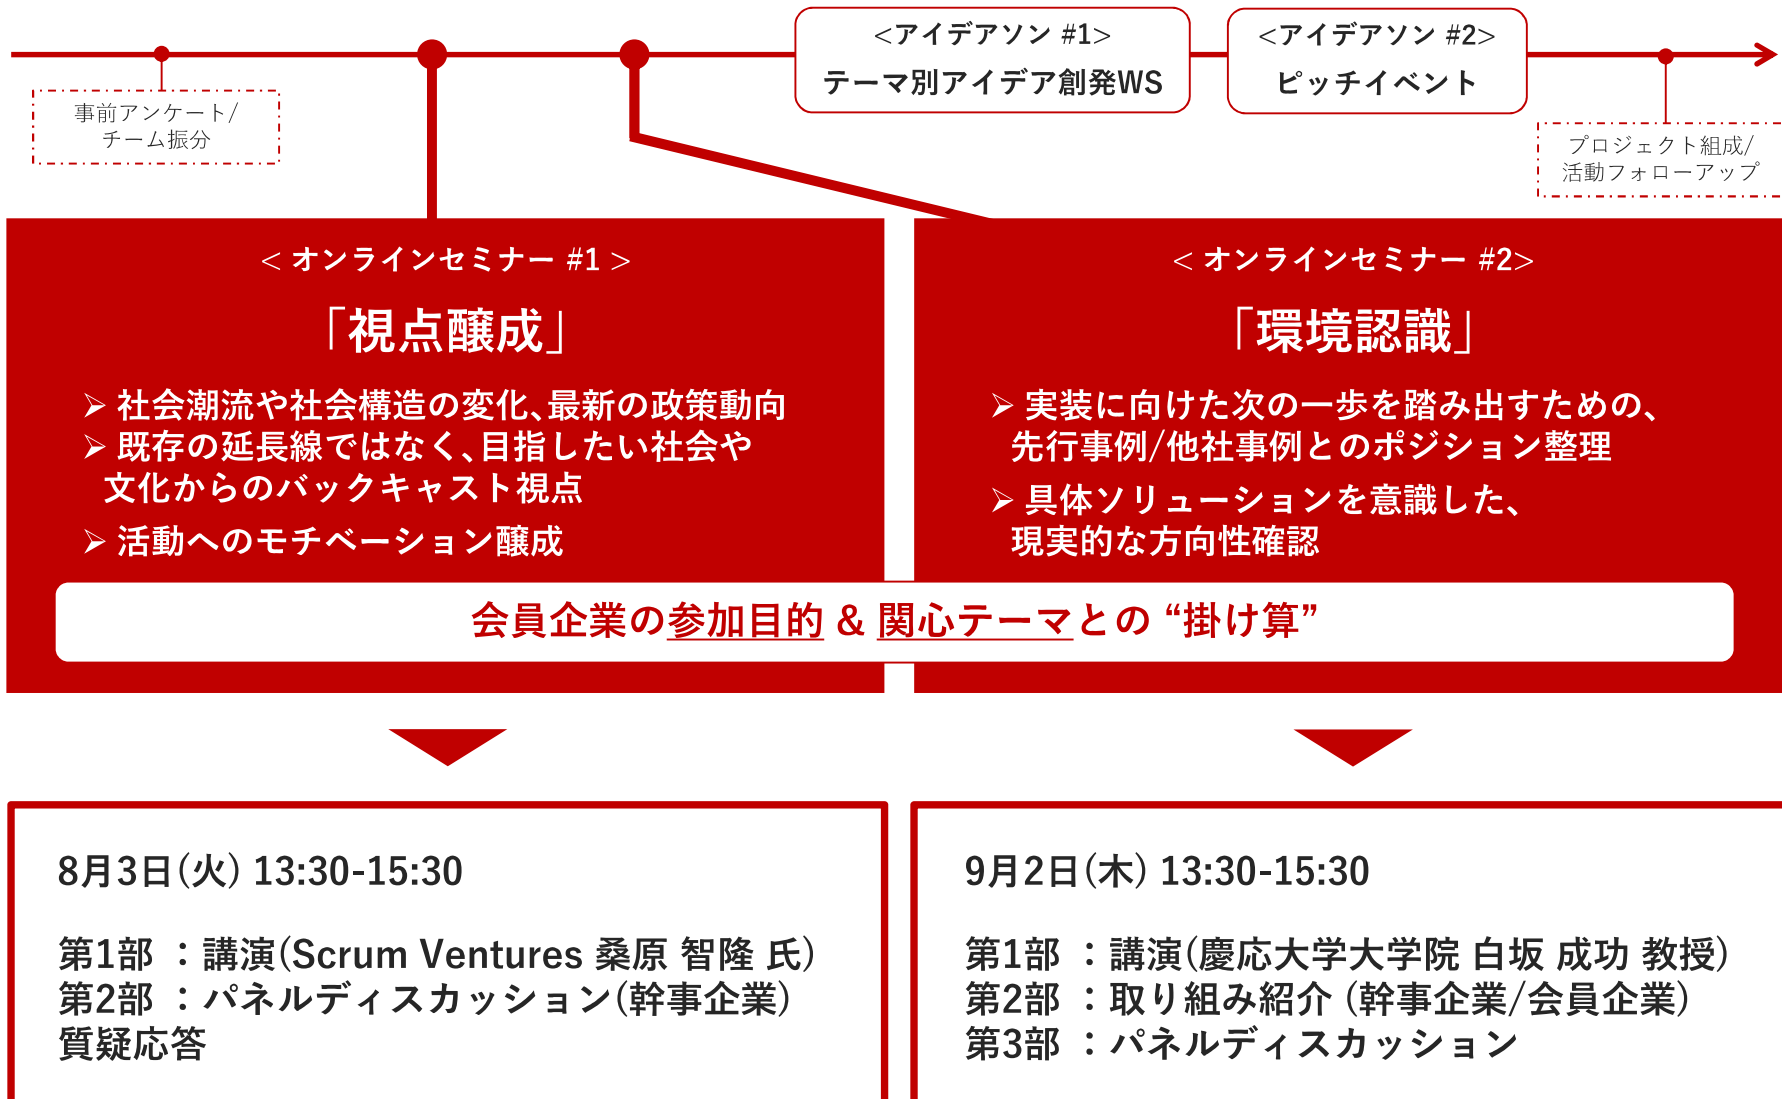 <アイデアソン #1>
テーマ別アイデア創発WS
<アイデアソン #2>
ピッチイベント
事前アンケート/
チーム振分
プロジェクト組成/
活動フォローアップ
< オンラインセミナー #1 >
「視点醸成」
➢ 社会潮流や社会構造の変化、最新の政策動向
➢ 既存の延長線ではなく、目指したい社会や
文化からのバックキャスト視点
➢ 活動へのモチベーション醸成
< オンラインセミナー #2>
「環境認識」
➢ 実装に向けた次の一歩を踏み出すための、
先行事例/他社事例とのポジション整理
➢ 具体ソリューションを意識した、
現実的な方向性確認
会員企業の参加目的 & 関心テーマとの “掛け算”
8月3日(火) 13:30-15:30
第1部 ：講演(Scrum Ventures 桑原 智隆 氏)
第2部 ：パネルディスカッション(幹事企業)
質疑応答
9月2日(木) 13:30-15:30
第1部 ：講演(慶応大学大学院 白坂 成功 教授)
第2部 ：取り組み紹介 (幹事企業/会員企業)
第3部 ：パネルディスカッション